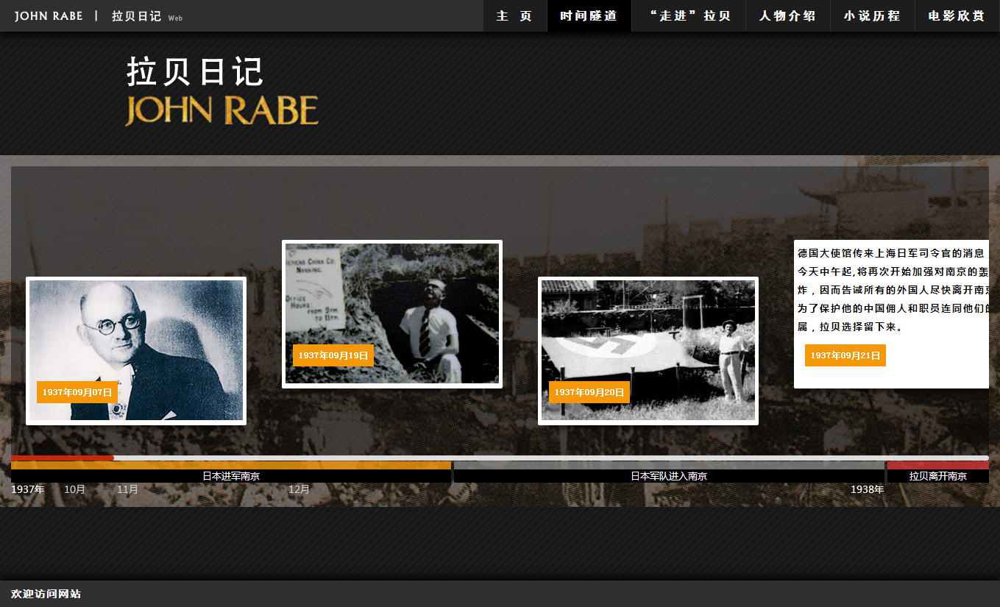 JOHN RABE | 拉贝日记 Web
主 页
时间隧道
“走进”拉贝
人物介绍
小说历程
电影欣赏
拉贝日记
JOHN RABE
1937年09月07日
SIEMENS CHINA CO.
NANKING.
OFFICE
HOURS:
FROM 9 AM.
TO 11 AM.
1937年09月19日
1937年09月20日
德国大使馆传来上海日军司令官的消息
今天中午起,将再次开始加强对南京的轰
炸，因而告诫所有的外国人尽快离开南京
为了保护他的中国佣人和职员连同他们的
属，拉贝选择留下来。
1937年09月21日
日本进军南京
日本军队进入南京
拉贝离开南京
1937年
10月
11月
12月
1938年
欢迎访问网站